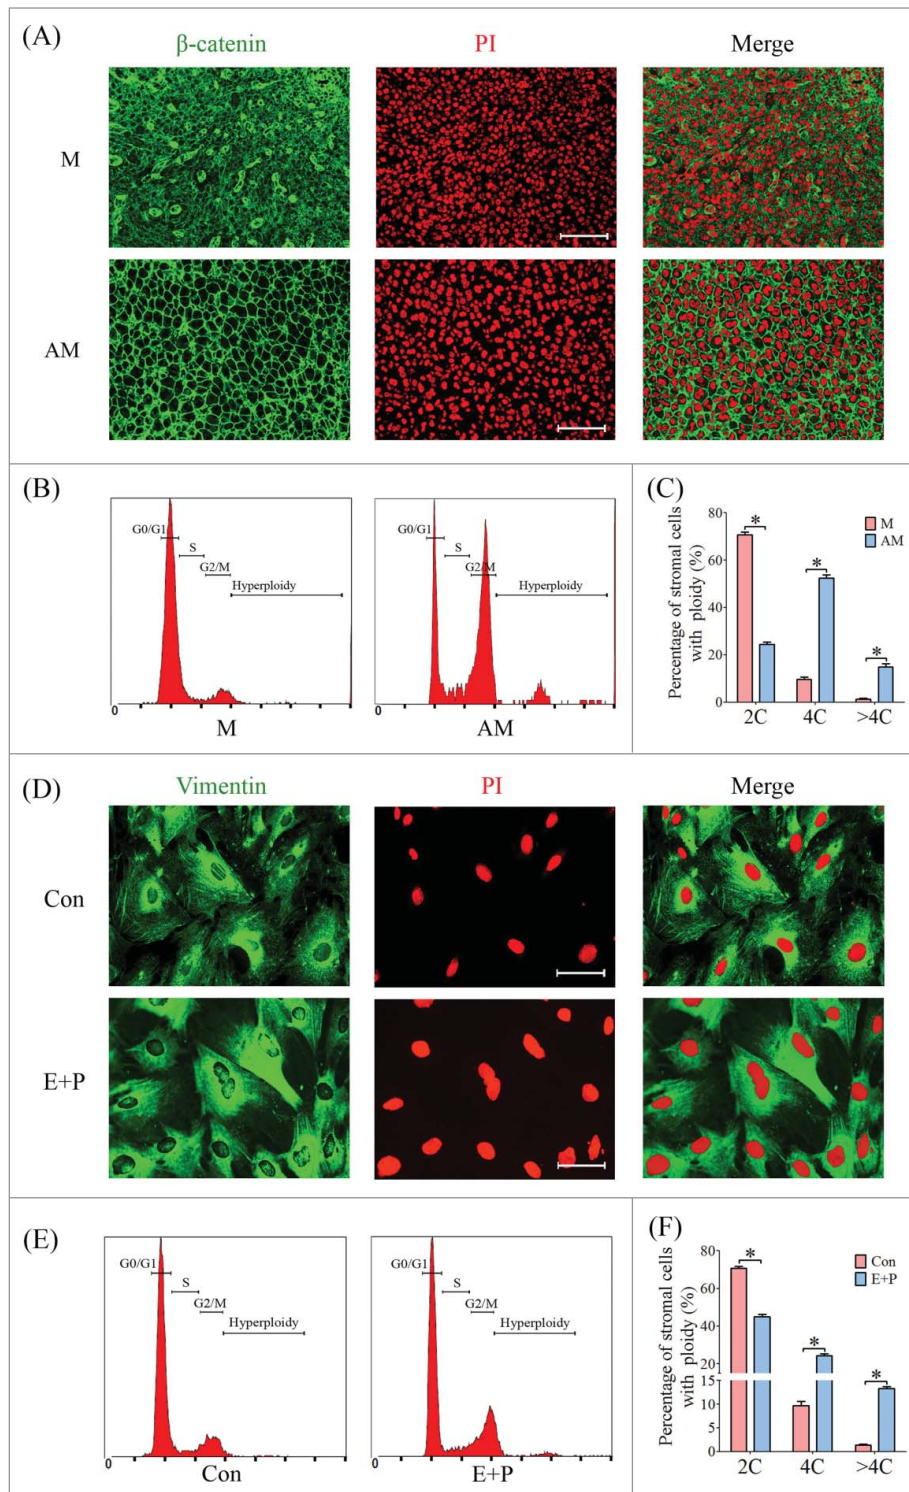 (A)
β-catenin
PI
Merge
M
AM
(B)
G0/G1
S
G2/M
Hyperploidy
0
M
G0/G1
S
G2/M
Hyperploidy
0
AM
(C)
Percentage of stromal cells
with ploidy (%)
80
60
40
20
0
*
*
*
M
AM
2C
4C
>4C
(D)
Vimentin
PI
Merge
Con
E+P
(E)
G0/G1
S
G2/M
Hyperploidy
0
Con
G0/G1
S
G2/M
Hyperploidy
0
E+P
(F)
Percentage of stromal cells
with ploidy (%)
80
60
40
20
15
10
5
0
*
*
*
Con
E+P
2C
4C
>4C